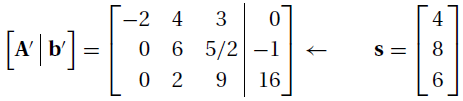 [A′ | b′] = [ −2 4 3 | 0 ; 0 6 5/2 | −1 ; 0 2 9 | 16 ] ← s = [ 4 ; 8 ; 6 ]